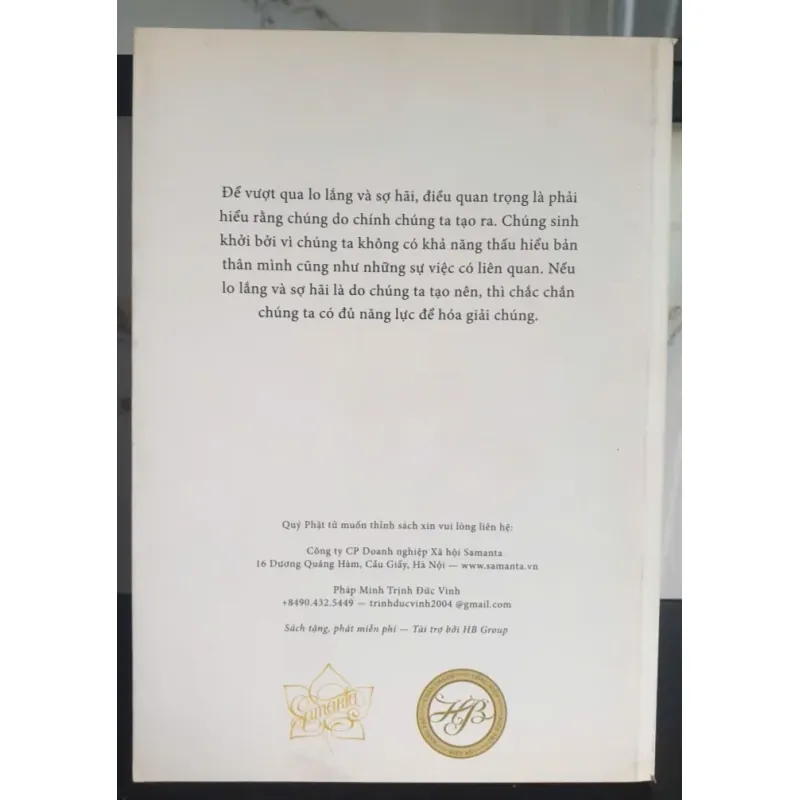 Để vượt qua lo lắng và sợ hãi, điều quan trọng là phải
hiểu rằng chúng do chính chúng ta tạo ra. Chúng sinh
khởi bởi vì chúng ta không có khả năng thấu hiểu bản
thân mình cũng như những sự việc có liên quan. Nếu
lo lắng và sợ hãi là do chúng ta tạo nên, thì chắc chắn
chúng ta có đủ năng lực để hóa giải chúng.
Quý Phật tử muốn thỉnh sách xin vui lòng liên hệ:
Công ty CP Doanh nghiệp Xã hội Samanta
16 Dương Quảng Hàm, Cầu Giấy, Hà Nội — www.samanta.vn
Pháp Minh Trịnh Đức Vinh
+8490.432.5449 — trinhducvinh2004 @gmail.com
Sách tặng, phát miễn phí — Tài trợ bởi HB Group
Samanta
HB